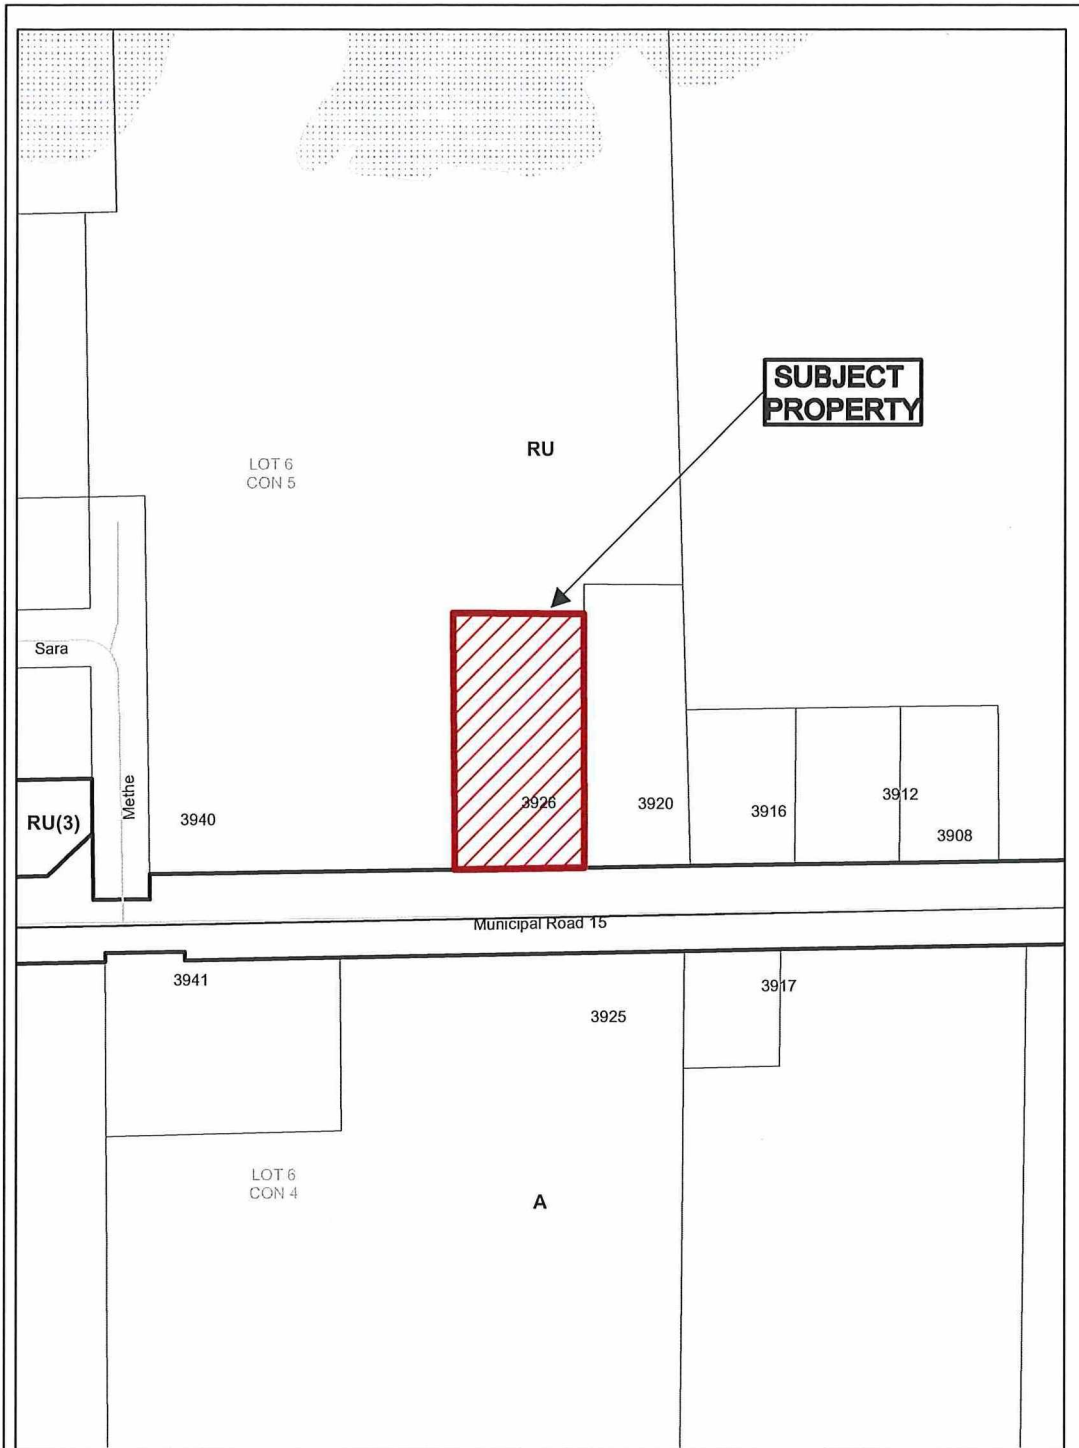 SUBJECT
PROPERTY
RU
LOT 6
CON 5
Sara
Methe
RU(3)
3940
3926
3920
3916
3912
3908
Municipal Road 15
3941
3925
3917
LOT 6
CON 4
A